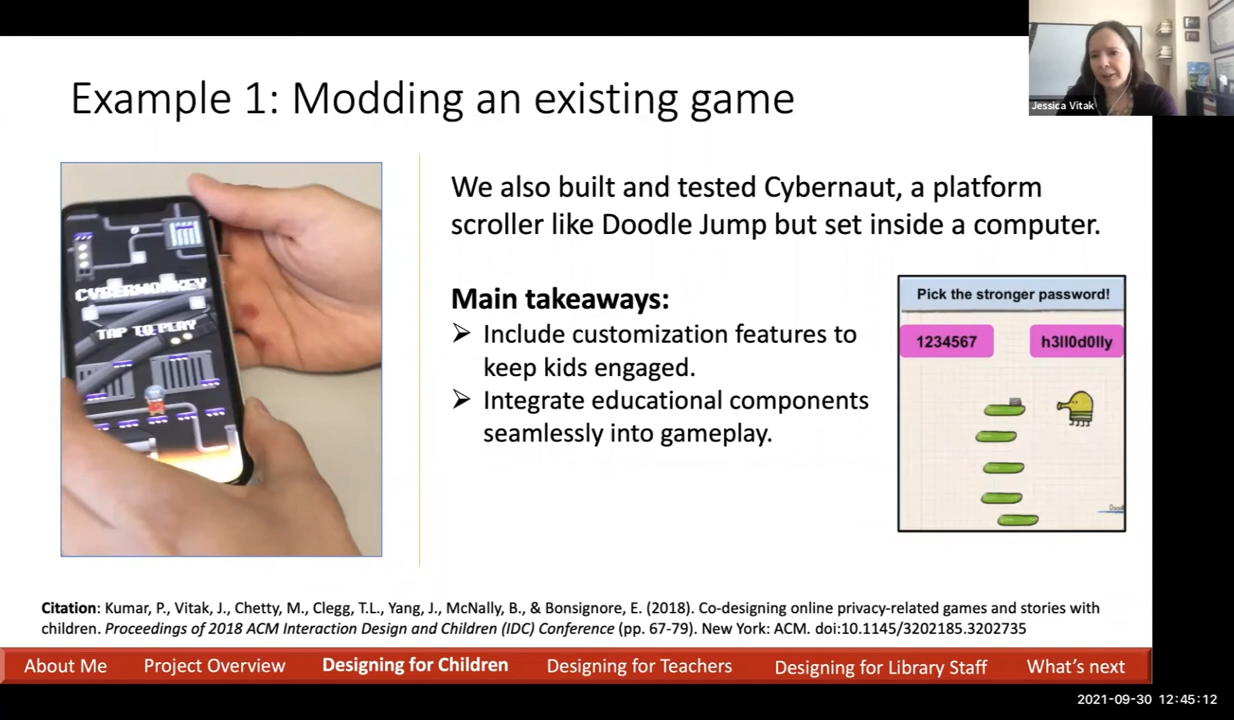 Example 1: Modding an existing game
Jessica Vitak
We also built and tested Cybernaut, a platform
scroller like Doodle Jump but set inside a computer.
CYBERMONKEY
TAP TO PLAY
Main takeaways:
➢ Include customization features to
keep kids engaged.
➢ Integrate educational components
seamlessly into gameplay.
Pick the stronger password!
1234567 h3ll0d0lly
Citation: Kumar, P., Vitak, J., Chetty, M., Clegg, T.L., Yang, J., McNally, B., & Bonsignore, E. (2018). Co-designing online privacy-related games and stories with
children. Proceedings of 2018 ACM Interaction Design and Children (IDC) Conference (pp. 67-79). New York: ACM. doi:10.1145/3202185.3202735
About Me Project Overview Designing for Children Designing for Teachers Designing for Library Staff What's next
2021-09-30 12:45:12